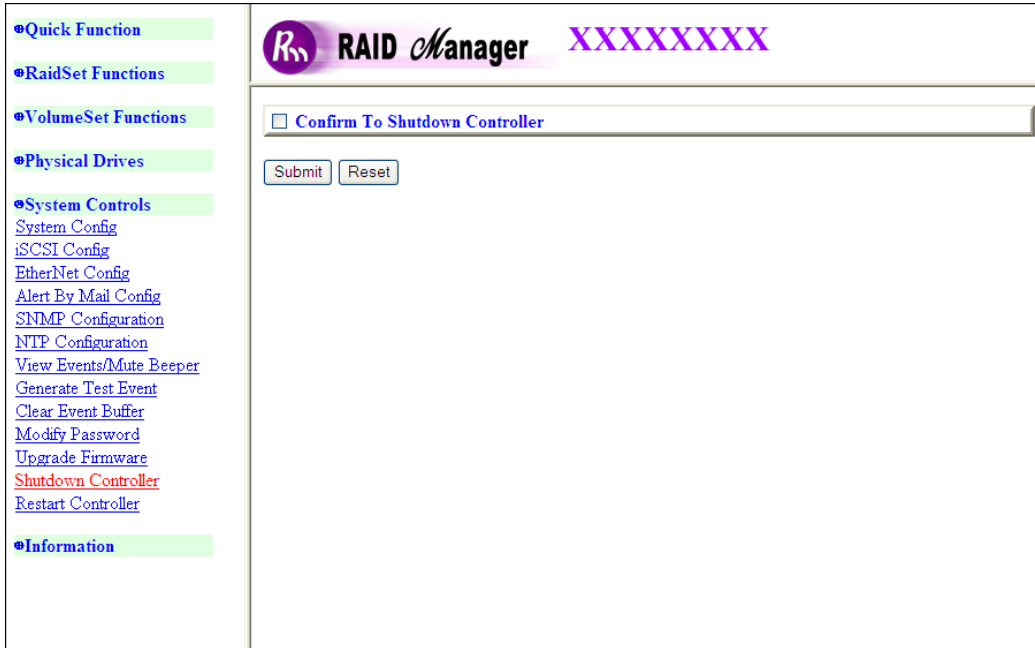 Quick Function
RaidSet Functions
VolumeSet Functions
Physical Drives
System Controls
System Config
iSCSI Config
EtherNet Config
Alert By Mail Config
SNMP Configuration
NTP Configuration
View Events/Mute Beeper
Generate Test Event
Clear Event Buffer
Modify Password
Upgrade Firmware
Shutdown Controller
Restart Controller
Information
Rm RAID Manager XXXXXXXX
Confirm To Shutdown Controller
Submit Reset